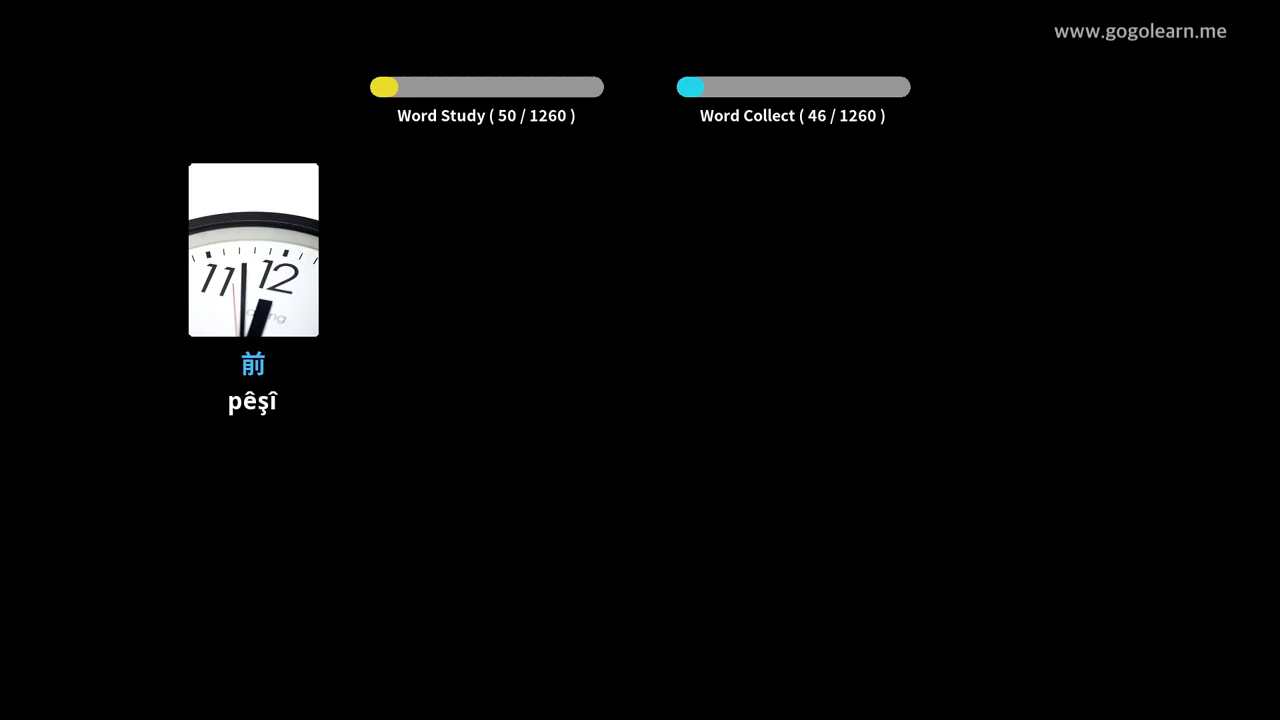 www.gogolearn.me
Word Study ( 50 / 1260 )
Word Collect ( 46 / 1260 )
11 12
前
pêşî